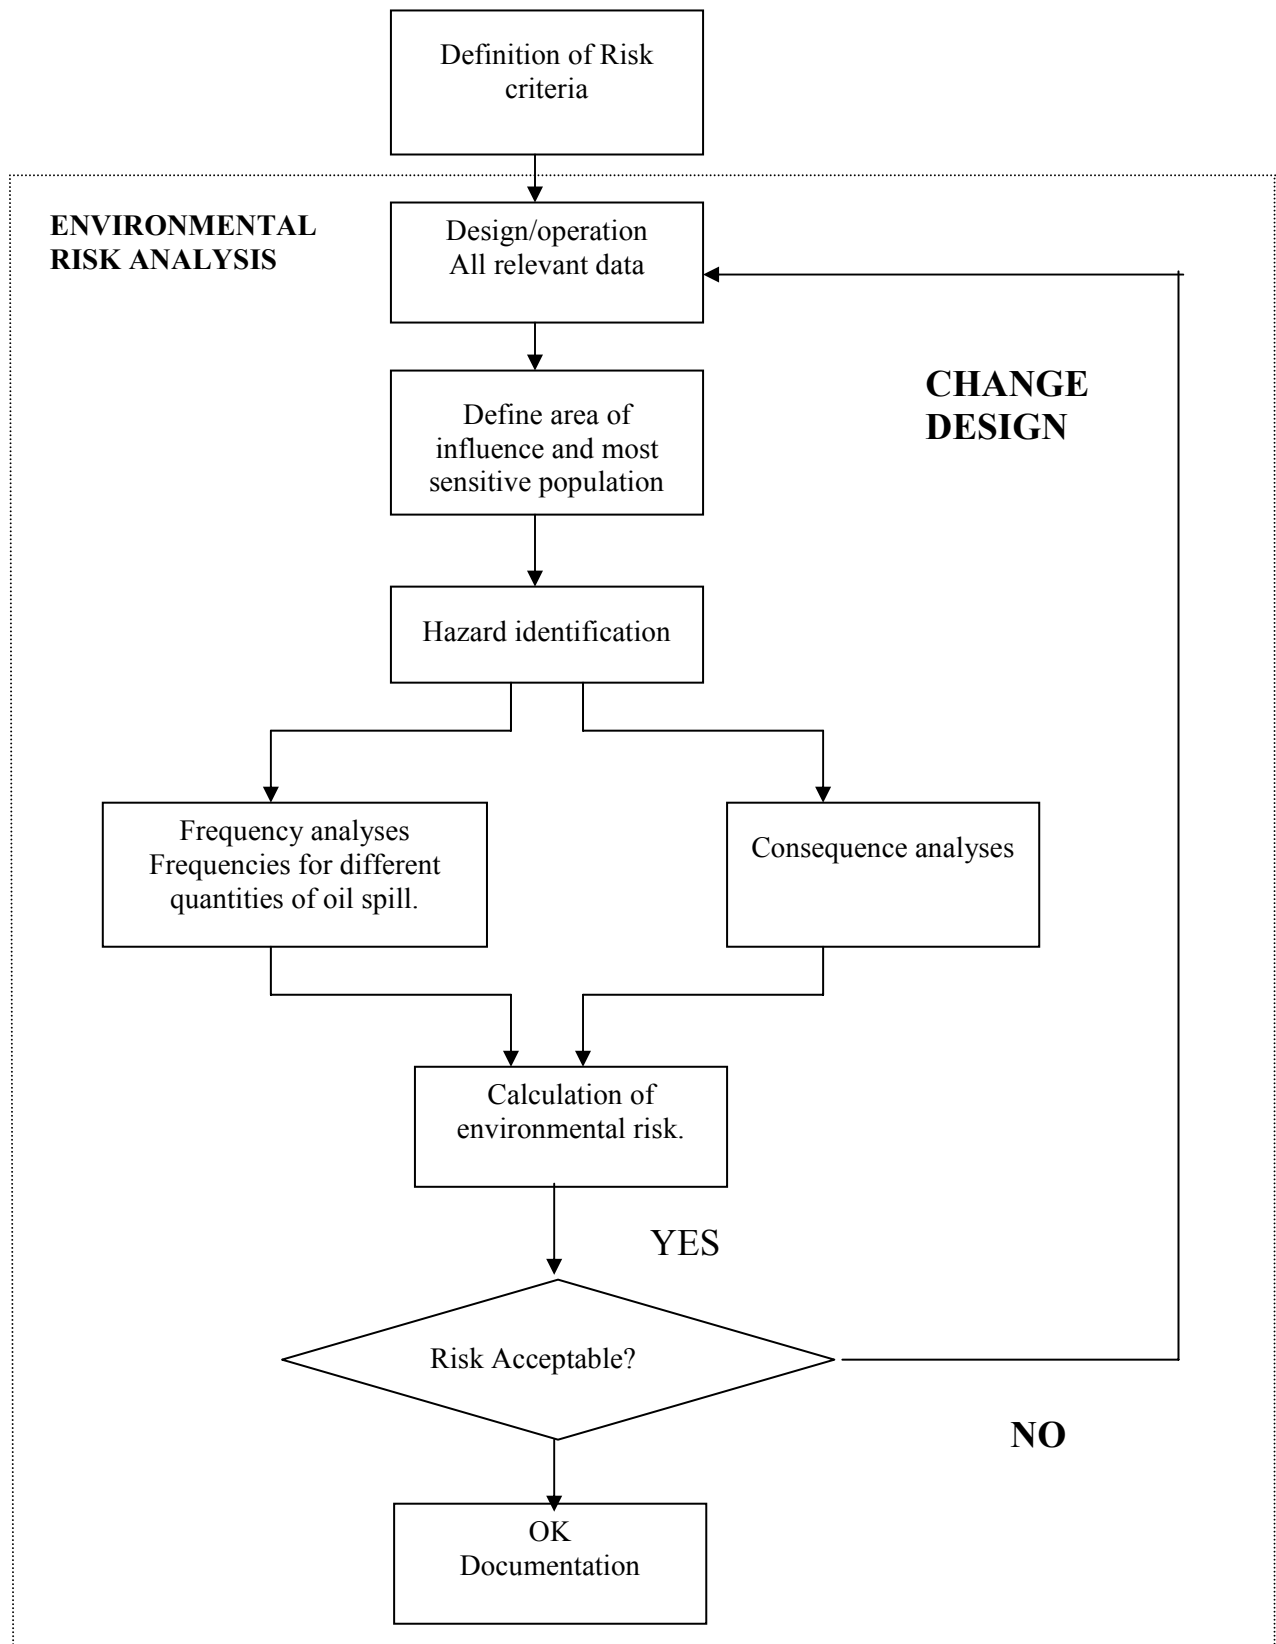 Definition of Risk
criteria
ENVIRONMENTAL
RISK ANALYSIS
Design/operation
All relevant data
CHANGE
DESIGN
Define area of
influence and most
sensitive population
Hazard identification
Frequency analyses
Frequencies for different
quantities of oil spill.
Consequence analyses
Calculation of
environmental risk.
YES
Risk Acceptable?
NO
OK
Documentation